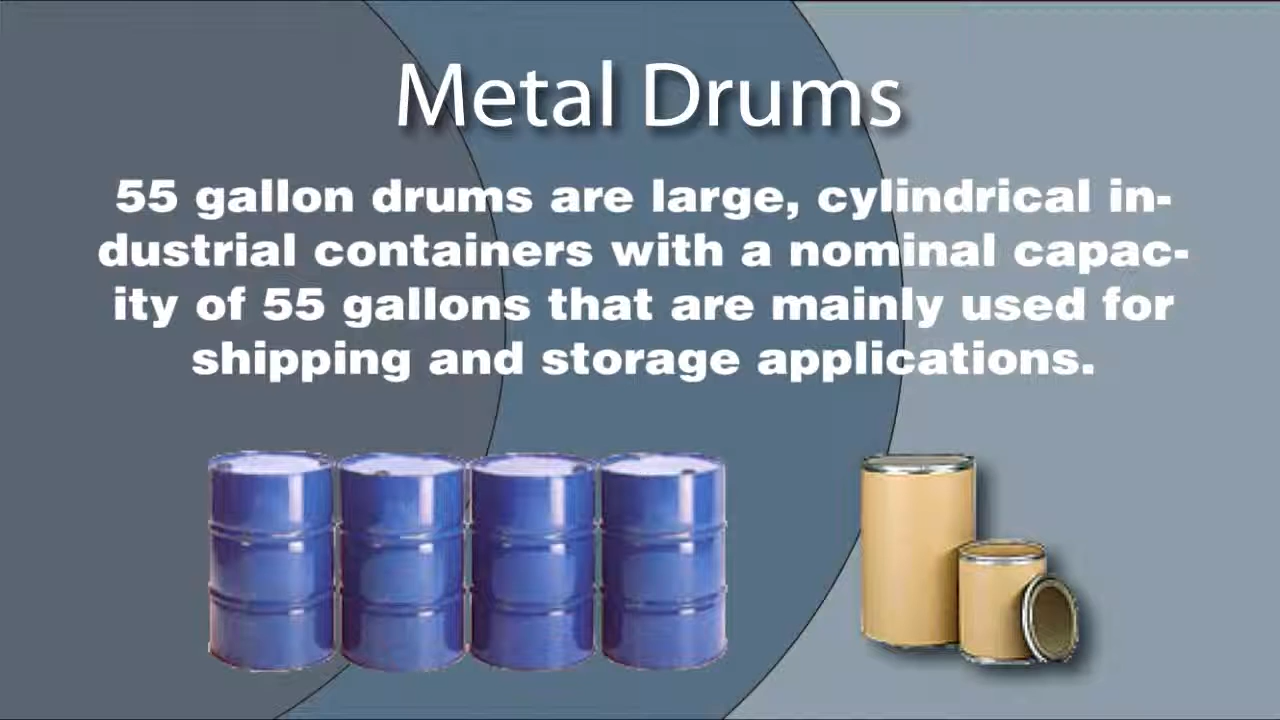 Metal Drums
55 gallon drums are large, cylindrical in-
dustrial containers with a nominal capac-
ity of 55 gallons that are mainly used for
shipping and storage applications.